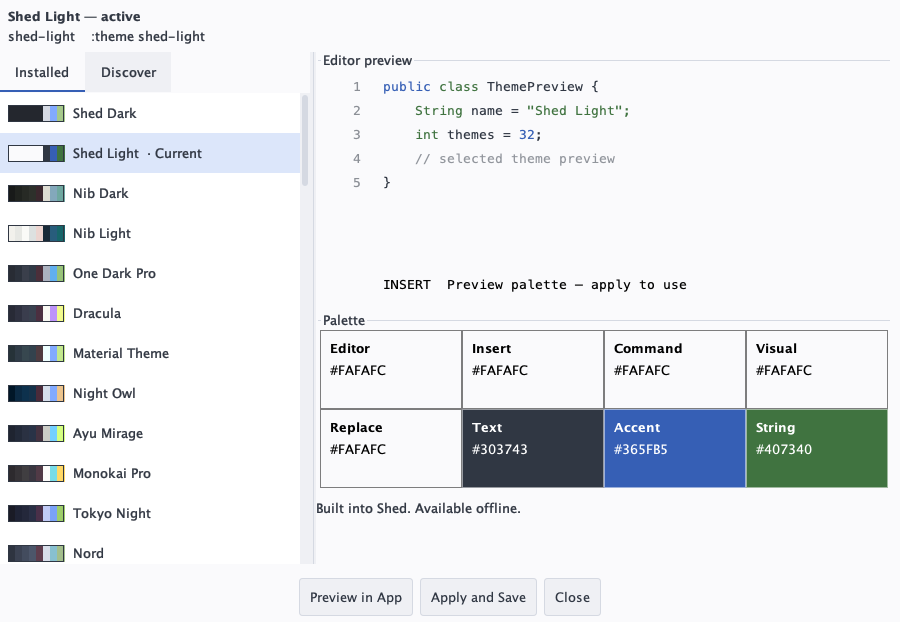 Shed Light — active
shed-light :theme shed-light
Installed Discover
Shed Dark
Shed Light · Current
Nib Dark
Nib Light
One Dark Pro
Dracula
Material Theme
Night Owl
Ayu Mirage
Monokai Pro
Tokyo Night
Nord
Editor preview
1 public class ThemePreview {
2 String name = "Shed Light";
3 int themes = 32;
4 // selected theme preview
5 }
INSERT Preview palette — apply to use
Palette
Editor
#FAFAFC
Insert
#FAFAFC
Command
#FAFAFC
Visual
#FAFAFC
Replace
#FAFAFC
Text
#303743
Accent
#365FB5
String
#407340
Built into Shed. Available offline.
Preview in App Apply and Save Close